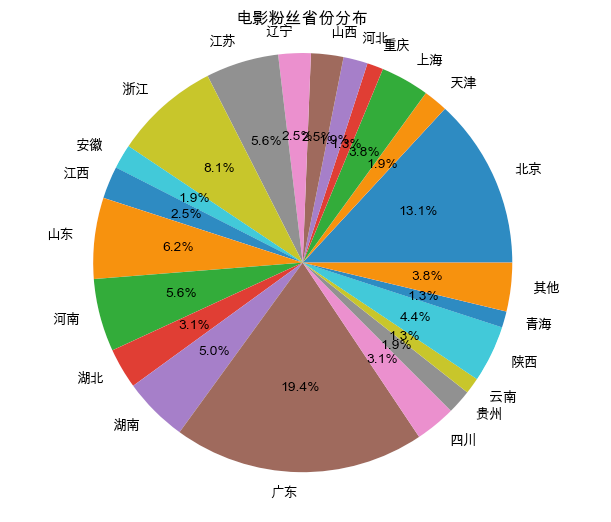 电影粉丝省份分布
北京
13.1%
天津
1.9%
上海
3.8%
重庆
1.3%
河北
1.9%
山西
2.5%
辽宁
2.5%
江苏
5.6%
浙江
8.1%
安徽
1.9%
江西
2.5%
山东
6.2%
河南
5.6%
湖北
3.1%
湖南
5.0%
广东
19.4%
四川
3.1%
贵州
1.9%
云南
1.3%
陕西
4.4%
青海
1.3%
其他
3.8%